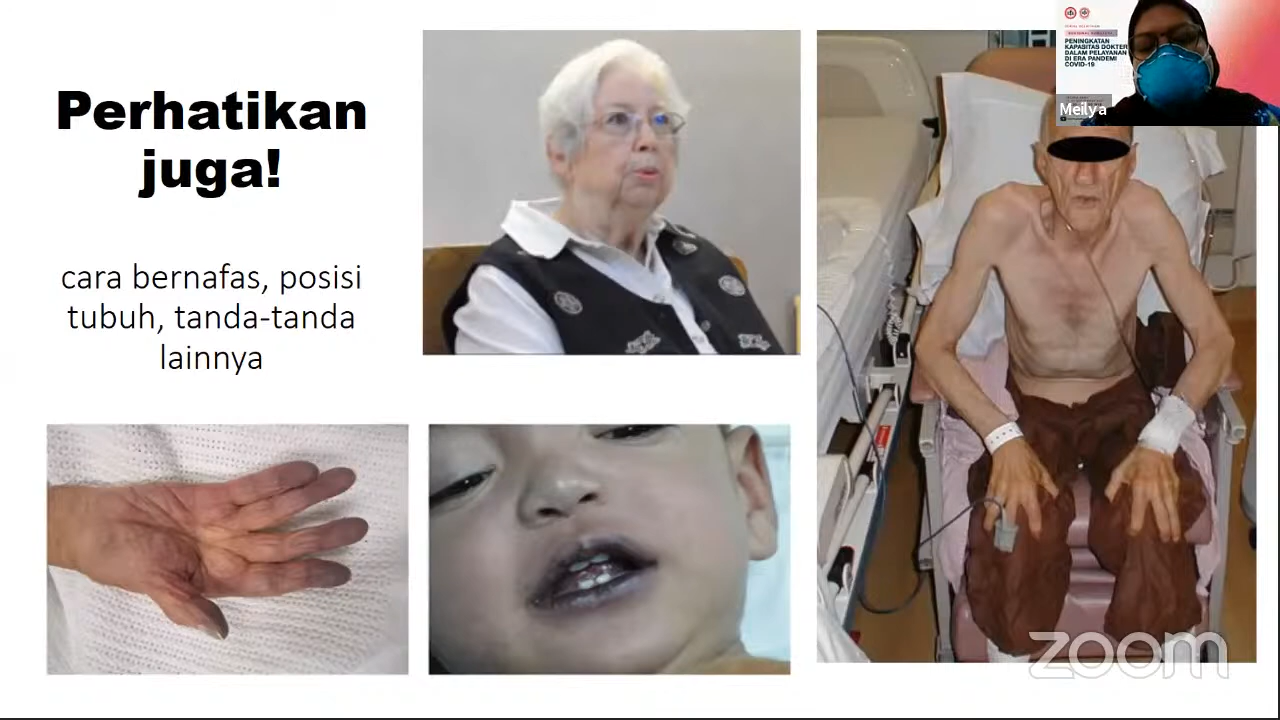 Perhatikan
juga!
cara bernafas, posisi
tubuh, tanda-tanda
lainnya
PENINGKATAN
KAPASITAS DOKTER
DALAM PELAYANAN
DI ERA PANDEMI
COVID-19
Meilya
zoom